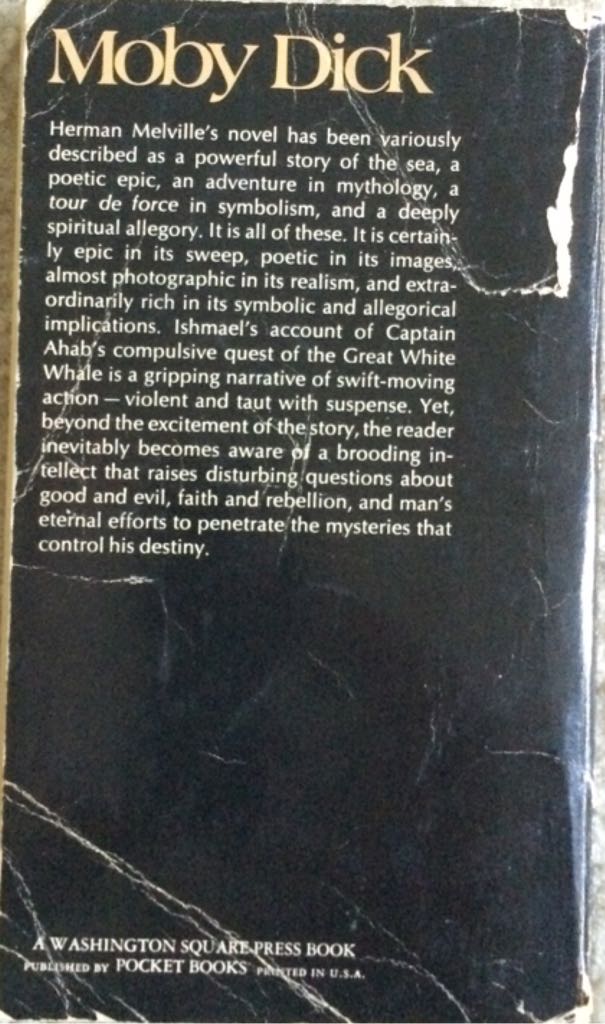 Moby Dick
Herman Melville's novel has been variously
described as a powerful story of the sea, a
poetic epic, an adventure in mythology, a
tour de force in symbolism, and a deeply
spiritual allegory. It is all of these. It is certain-
ly epic in its sweep, poetic in its images,
almost photographic in its realism, and extra-
ordinarily rich in its symbolic and allegorical
implications. Ishmael's account of Captain
Ahab's compulsive quest of the Great White
Whale is a gripping narrative of swift-moving
action — violent and taut with suspense. Yet,
beyond the excitement of the story, the reader
inevitably becomes aware of a brooding in-
tellect that raises disturbing questions about
good and evil, faith and rebellion, and man's
eternal efforts to penetrate the mysteries that
control his destiny.
A WASHINGTON SQUARE PRESS BOOK
PUBLISHED BY POCKET BOOKS PRINTED IN U.S.A.